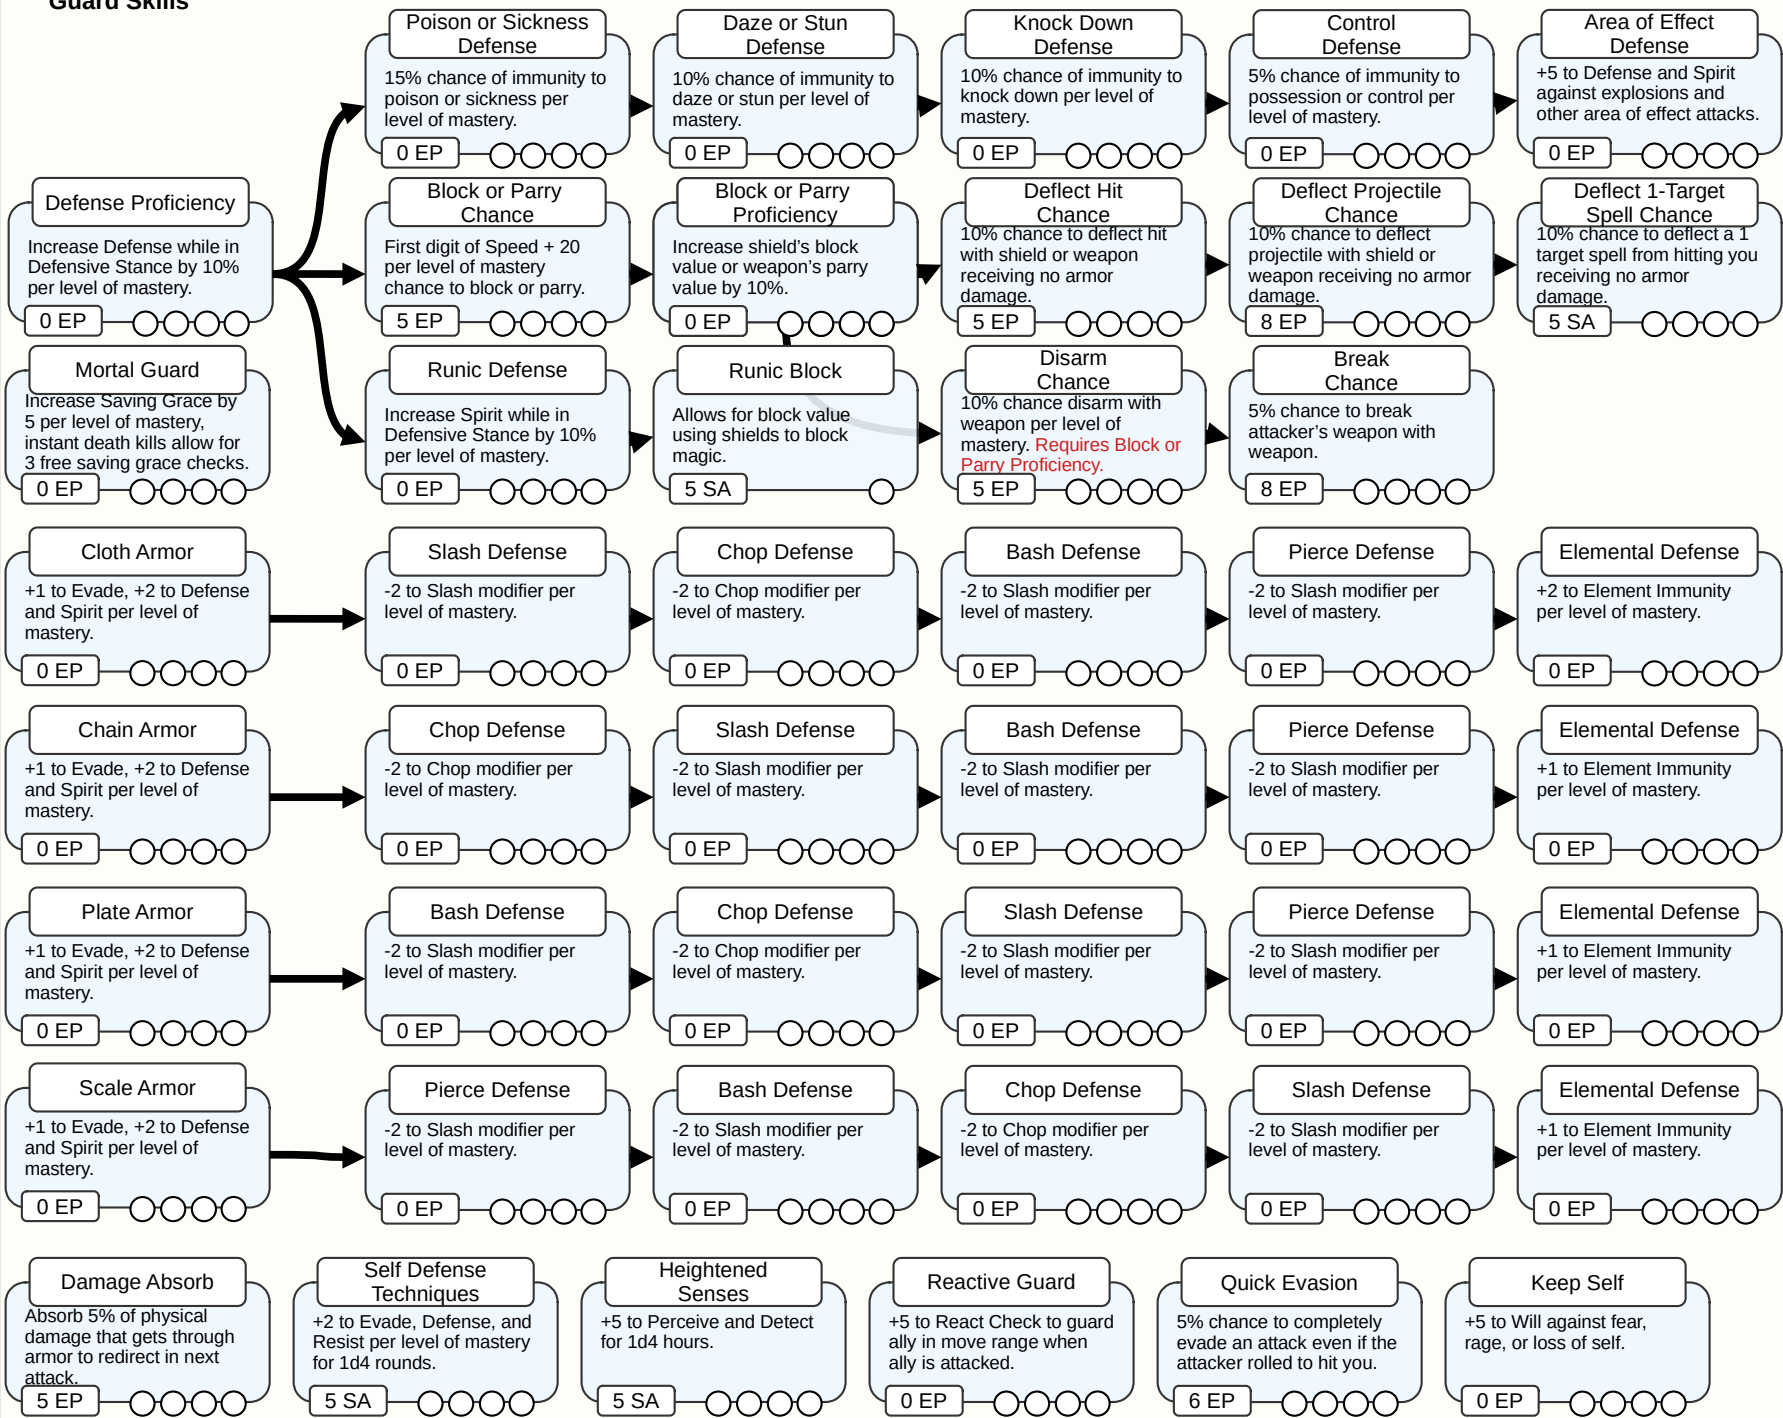 Guard Skills
Poison or Sickness
Defense
15% chance of immunity to
poison or sickness per
level of mastery.
0 EP
Daze or Stun
Defense
10% chance of immunity to
daze or stun per level of
mastery.
0 EP
Knock Down
Defense
10% chance of immunity to
knock down per level of
mastery.
0 EP
Control
Defense
5% chance of immunity to
possession or control per
level of mastery.
0 EP
Area of Effect
Defense
+5 to Defense and Spirit
against explosions and
other area of effect attacks.
0 EP
Defense Proficiency
Increase Defense while in
Defensive Stance by 10%
per level of mastery.
0 EP
Block or Parry
Chance
First digit of Speed + 20
per level of mastery
chance to block or parry.
5 EP
Block or Parry
Proficiency
Increase shield’s block
value or weapon’s parry
value by 10%.
0 EP
Deflect Hit
Chance
10% chance to deflect hit
with shield or weapon
receiving no armor
damage.
5 EP
Deflect Projectile
Chance
10% chance to deflect
projectile with shield or
weapon receiving no armor
damage.
8 EP
Deflect 1-Target
Spell Chance
10% chance to deflect a 1
target spell from hitting you
receiving no armor
damage.
5 SA
Mortal Guard
Increase Saving Grace by
5 per level of mastery,
instant death kills allow for
3 free saving grace checks.
0 EP
Runic Defense
Increase Spirit while in
Defensive Stance by 10%
per level of mastery.
0 EP
Runic Block
Allows for block value
using shields to block
magic.
5 SA
Disarm
Chance
10% chance disarm with
weapon per level of
mastery. Requires Block or
Parry Proficiency.
5 EP
Break
Chance
5% chance to break
attacker’s weapon with
weapon.
8 EP
Cloth Armor
+1 to Evade, +2 to Defense
and Spirit per level of
mastery.
0 EP
Slash Defense
-2 to Slash modifier per
level of mastery.
0 EP
Chop Defense
-2 to Chop modifier per
level of mastery.
0 EP
Bash Defense
-2 to Slash modifier per
level of mastery.
0 EP
Pierce Defense
-2 to Slash modifier per
level of mastery.
0 EP
Elemental Defense
+2 to Element Immunity
per level of mastery.
0 EP
Chain Armor
+1 to Evade, +2 to Defense
and Spirit per level of
mastery.
0 EP
Chop Defense
-2 to Chop modifier per
level of mastery.
0 EP
Slash Defense
-2 to Slash modifier per
level of mastery.
0 EP
Bash Defense
-2 to Slash modifier per
level of mastery.
0 EP
Pierce Defense
-2 to Slash modifier per
level of mastery.
0 EP
Elemental Defense
+1 to Element Immunity
per level of mastery.
0 EP
Plate Armor
+1 to Evade, +2 to Defense
and Spirit per level of
mastery.
0 EP
Bash Defense
-2 to Slash modifier per
level of mastery.
0 EP
Chop Defense
-2 to Chop modifier per
level of mastery.
0 EP
Slash Defense
-2 to Slash modifier per
level of mastery.
0 EP
Pierce Defense
-2 to Slash modifier per
level of mastery.
0 EP
Elemental Defense
+1 to Element Immunity
per level of mastery.
0 EP
Scale Armor
+1 to Evade, +2 to Defense
and Spirit per level of
mastery.
0 EP
Pierce Defense
-2 to Slash modifier per
level of mastery.
0 EP
Bash Defense
-2 to Slash modifier per
level of mastery.
0 EP
Chop Defense
-2 to Chop modifier per
level of mastery.
0 EP
Slash Defense
-2 to Slash modifier per
level of mastery.
0 EP
Elemental Defense
+1 to Element Immunity
per level of mastery.
0 EP
Damage Absorb
Absorb 5% of physical
damage that gets through
armor to redirect in next
attack.
5 EP
Self Defense
Techniques
+2 to Evade, Defense, and
Resist per level of mastery
for 1d4 rounds.
5 SA
Heightened
Senses
+5 to Perceive and Detect
for 1d4 hours.
5 SA
Reactive Guard
+5 to React Check to guard
ally in move range when
ally is attacked.
0 EP
Quick Evasion
5% chance to completely
evade an attack even if the
attacker rolled to hit you.
6 EP
Keep Self
+5 to Will against fear,
rage, or loss of self.
0 EP